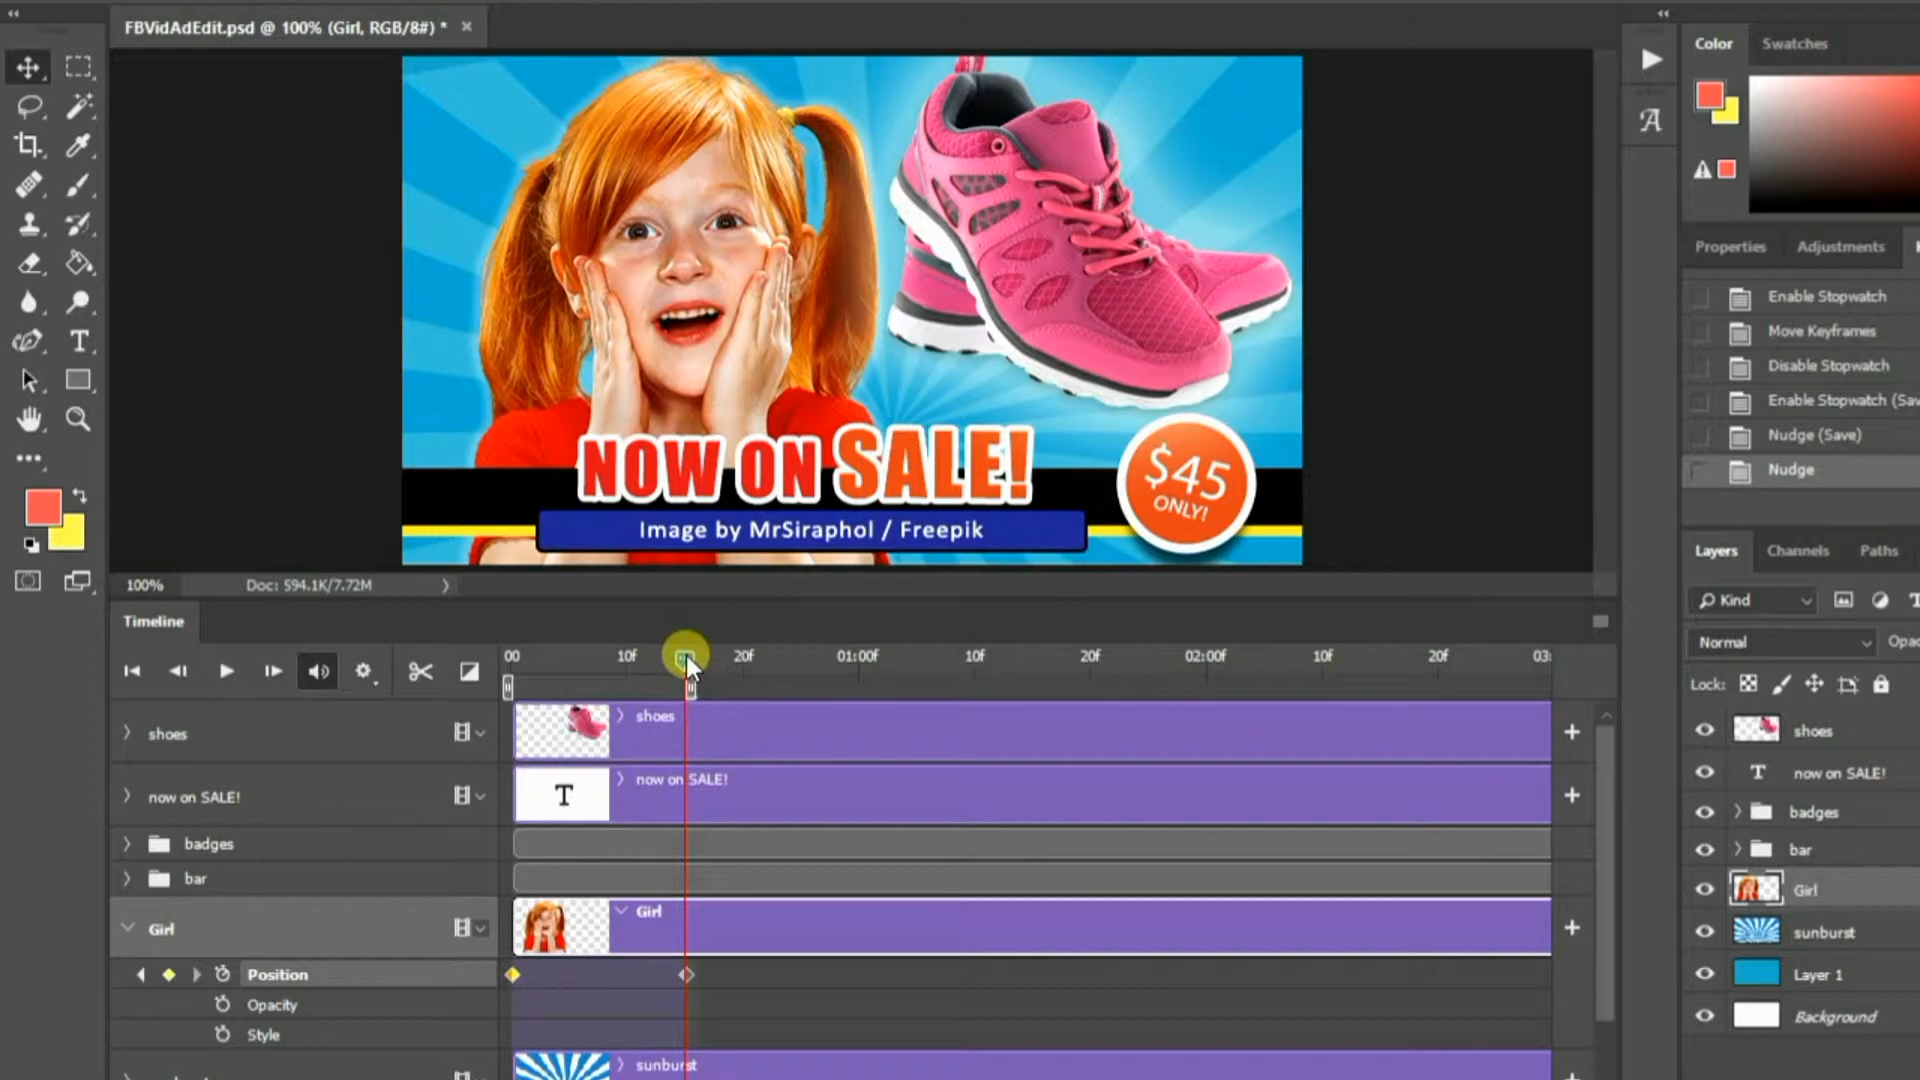 FBVidAdEdit.psd @ 100% (Girl, RGB/8#) *
Color
Swatches
NOW ON SALE!
$45
ONLY!
Image by MrSiraphol / Freepik
Properties
Adjustments
Enable Stopwatch
Move Keyframes
Disable Stopwatch
Enable Stopwatch (Sav
Nudge (Save)
Nudge
100%
Doc: 594.1K/7.72M
Layers
Channels
Paths
Kind
Normal
Opac
Lock:
shoes
now on SALE!
badges
bar
Girl
sunburst
Layer 1
Background
Timeline
00
10f
20f
01:00f
10f
20f
02:00f
10f
20f
03:
shoes
shoes
now on SALE!
T
now on SALE!
badges
bar
Girl
Girl
Position
Opacity
Style
sunburst